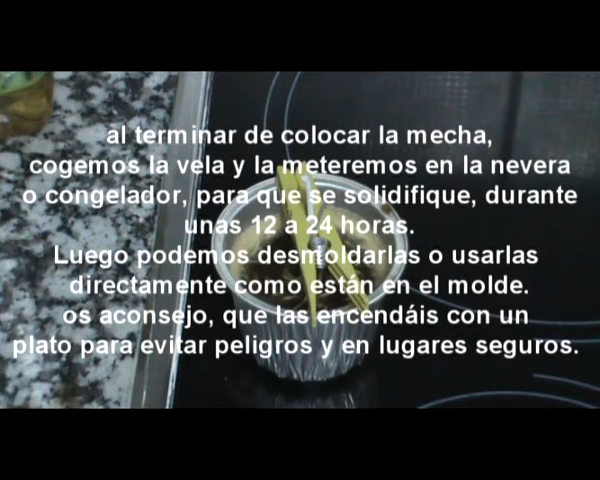 al terminar de colocar la mecha,
cogemos la vela y la meteremos en la nevera
o congelador, para que se solidifique, durante
unas 12 a 24 horas.
Luego podemos desmoldarlas o usarlas
directamente como están en el molde.
os aconsejo, que las encendáis con un
plato para evitar peligros y en lugares seguros.